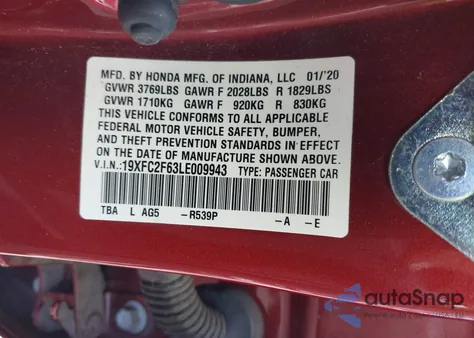 MFD. BY HONDA MFG. OF INDIANA, LLC 01/'20
GVWR 3769LBS GAWR F 2028LBS R 1829LBS
GVWR 1710KG GAWR F 920KG R 830KG
THIS VEHICLE CONFORMS TO ALL APPLICABLE
FEDERAL MOTOR VEHICLE SAFETY, BUMPER,
AND THEFT PREVENTION STANDARDS IN EFFECT
ON THE DATE OF MANUFACTURE SHOWN ABOVE.
V.I.N.:19XFC2F63LE009943 TYPE: PASSENGER CAR
TBA L AG5 -R539P -A -E
autoSnap